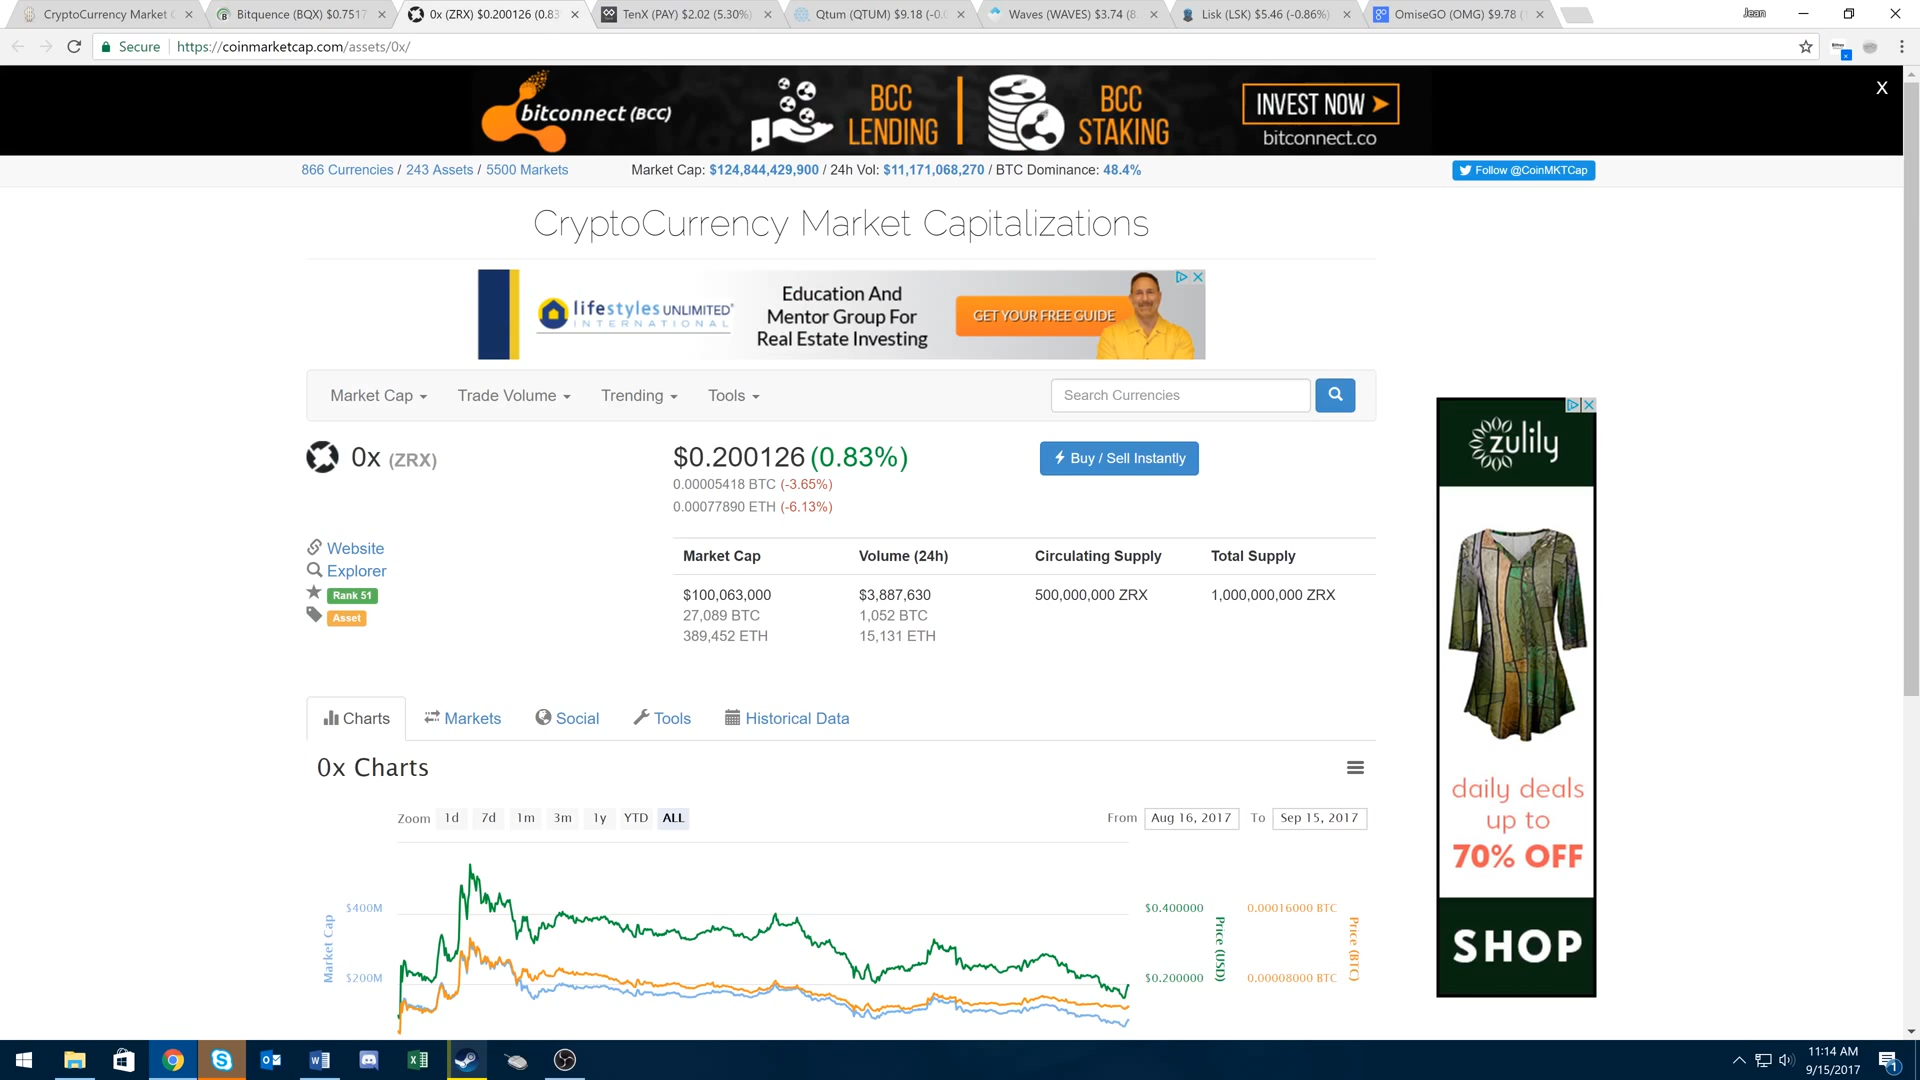 CryptoCurrency Market C
Bitquence (BQX) $0.7517
0x (ZRX) $0.200126 (0.83
TenX (PAY) $2.02 (5.30%)
Qtum (QTUM) $9.18 (-0.
Waves (WAVES) $3.74 (8.
Lisk (LSK) $5.46 (-0.86%)
OmiseGO (OMG) $9.78 (
Jean
Secure
https://coinmarketcap.com/assets/0x/
bitconnect (BCC)
BCC LENDING
BCC STAKING
INVEST NOW
bitconnect.co
X
866 Currencies / 243 Assets / 5500 Markets
Market Cap: $124,844,429,900 / 24h Vol: $11,171,068,270 / BTC Dominance: 48.4%
Follow @CoinMKTCap
CryptoCurrency Market Capitalizations
lifestyles UNLIMITED®
INTERNATIONAL
Education And
Mentor Group For
Real Estate Investing
GET YOUR FREE GUIDE
Market Cap
Trade Volume
Trending
Tools
Search Currencies
0x (ZRX)
$0.200126 (0.83%)
0.00005418 BTC (-3.65%)
0.00077890 ETH (-6.13%)
Buy / Sell Instantly
Website
Explorer
Rank 51
Asset
Market Cap Volume (24h) Circulating Supply Total Supply
$100,063,000 $3,887,630 500,000,000 ZRX 1,000,000,000 ZRX
27,089 BTC 1,052 BTC
389,452 ETH 15,131 ETH
Charts
Markets
Social
Tools
Historical Data
0x Charts
Zoom 1d 7d 1m 3m 1y YTD ALL
From Aug 16, 2017 To Sep 15, 2017
$400M
$200M
Market Cap
$0.400000
$0.200000
Price (USD)
0.00016000 BTC
0.00008000 BTC
Price (BTC)
zulily
daily deals
up to
70% OFF
SHOP
11:14 AM
9/15/2017
1